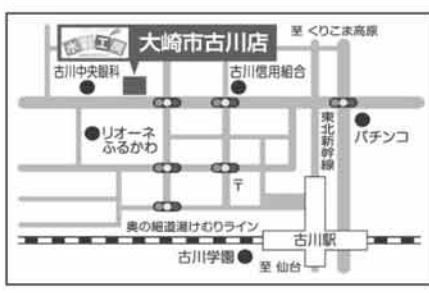 大崎市古川店
至 くりこま高原
古川中央眼科
古川信用組合
リオーネ
ふるかわ
東北新幹線
パチンコ
〒
奥の細道湯けむりライン
古川駅
古川学園
至 仙台